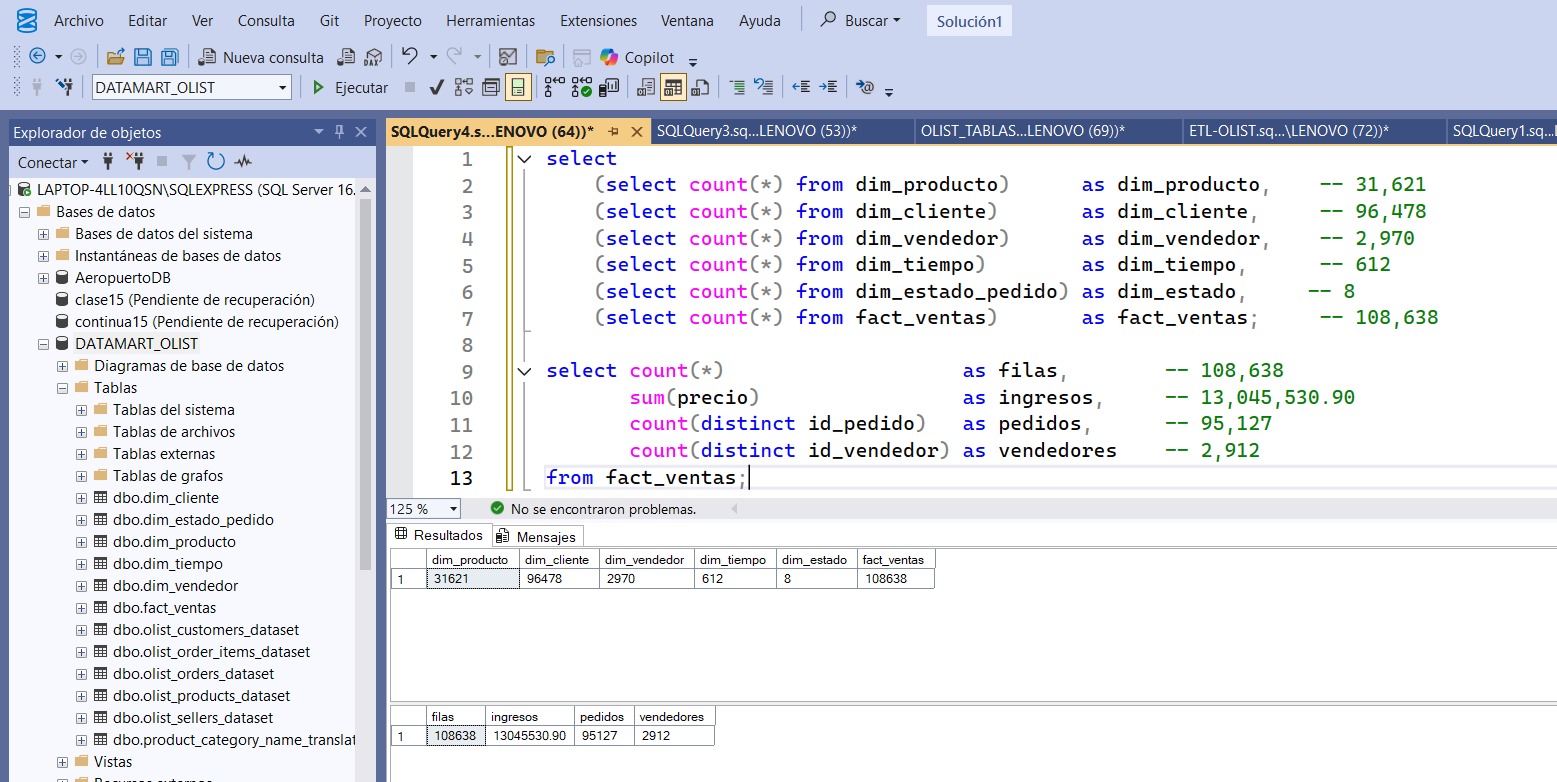 Archivo Editar Ver Consulta Git Proyecto Herramientas Extensiones Ventana Ayuda Buscar Solución1
Nueva consulta DAX Copilot
DATAMART_OLIST Ejecutar
Explorador de objetos
SQLQuery4.s...ENOVO (64))* SQLQuery3.sq...LENOVO (53))* OLIST_TABLAS...LENOVO (69))* ETL-OLIST.sq...\LENOVO (72))* SQLQuery1.sq...
Conectar
LAPTOP-4LL10QSN\SQLEXPRESS (SQL Server 16.
Bases de datos
Bases de datos del sistema
Instantáneas de bases de datos
AeropuertoDB
clase15 (Pendiente de recuperación)
continua15 (Pendiente de recuperación)
DATAMART_OLIST
Diagramas de base de datos
Tablas
Tablas del sistema
Tablas de archivos
Tablas externas
Tablas de grafos
dbo.dim_cliente
dbo.dim_estado_pedido
dbo.dim_producto
dbo.dim_tiempo
dbo.dim_vendedor
dbo.fact_ventas
dbo.olist_customers_dataset
dbo.olist_order_items_dataset
dbo.olist_orders_dataset
dbo.olist_products_dataset
dbo.olist_sellers_dataset
dbo.product_category_name_translat
Vistas
1 select
2 (select count(*) from dim_producto) as dim_producto, -- 31,621
3 (select count(*) from dim_cliente) as dim_cliente, -- 96,478
4 (select count(*) from dim_vendedor) as dim_vendedor, -- 2,970
5 (select count(*) from dim_tiempo) as dim_tiempo, -- 612
6 (select count(*) from dim_estado_pedido) as dim_estado, -- 8
7 (select count(*) from fact_ventas) as fact_ventas; -- 108,638
8
9 select count(*) as filas, -- 108,638
10 sum(precio) as ingresos, -- 13,045,530.90
11 count(distinct id_pedido) as pedidos, -- 95,127
12 count(distinct id_vendedor) as vendedores -- 2,912
13 from fact_ventas;
125 % No se encontraron problemas.
Resultados Mensajes
dim_producto dim_cliente dim_vendedor dim_tiempo dim_estado fact_ventas
1 31621 96478 2970 612 8 108638
filas ingresos pedidos vendedores
1 108638 13045530.90 95127 2912